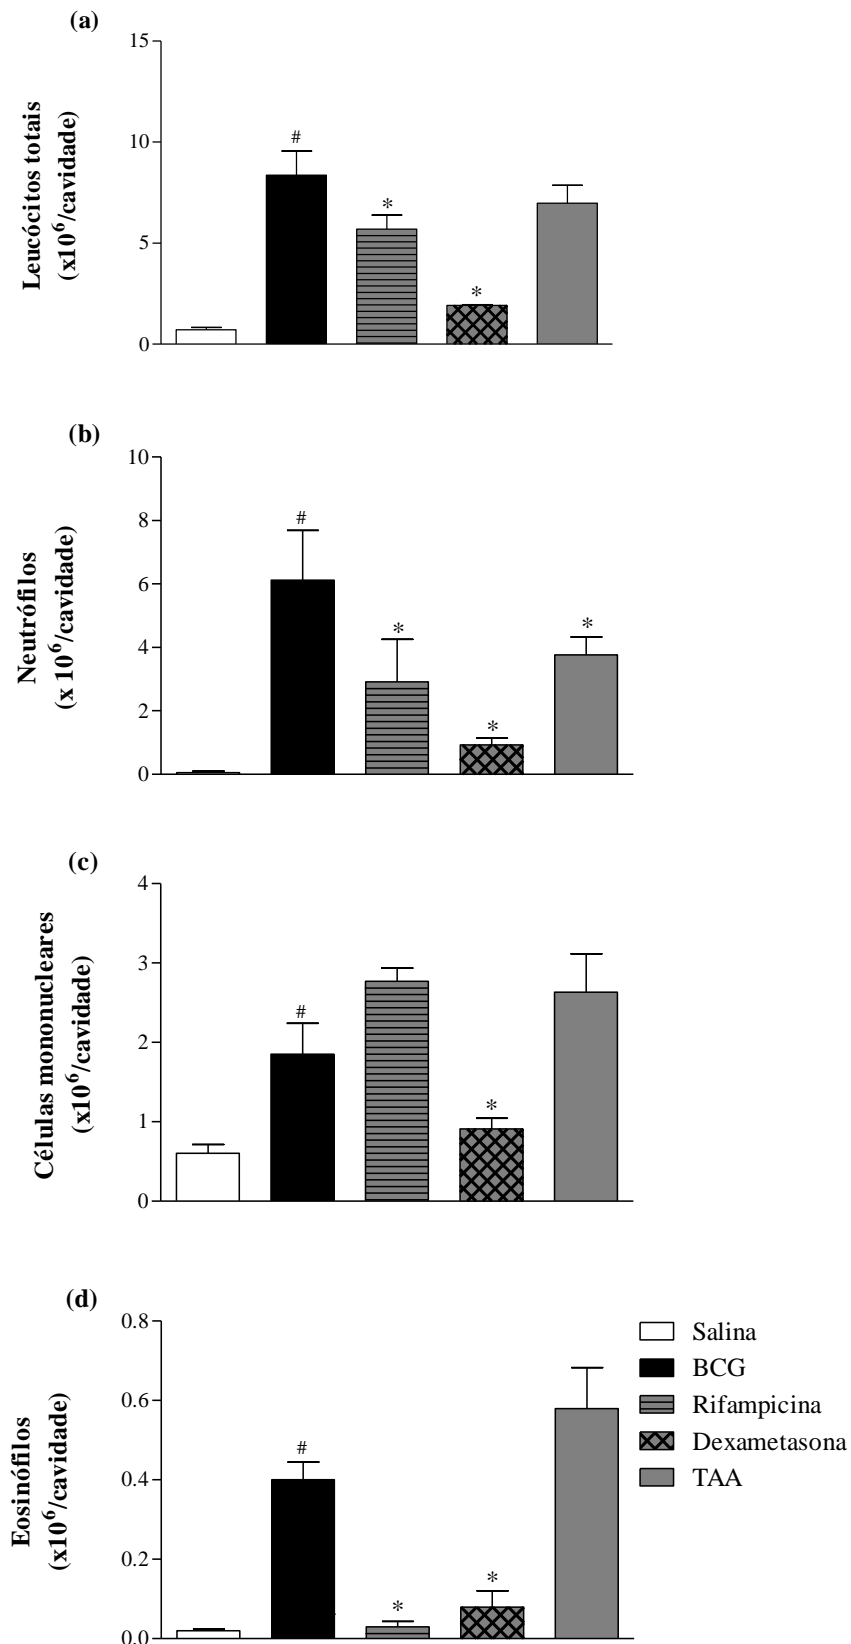 (a)
15
10
5
0
Leucócitos totais
(x10⁶/cavidade)
#
*
*
(b)
10
8
6
4
2
0
Neutrófilos
(x 10⁶/cavidade)
#
*
*
*
(c)
4
3
2
1
0
Células mononucleares
(x10⁶/cavidade)
#
*
(d)
0.8
0.6
0.4
0.2
0.0
Eosinófilos
(x10⁶/cavidade)
#
*
*
Salina
BCG
Rifampicina
Dexametasona
TAA